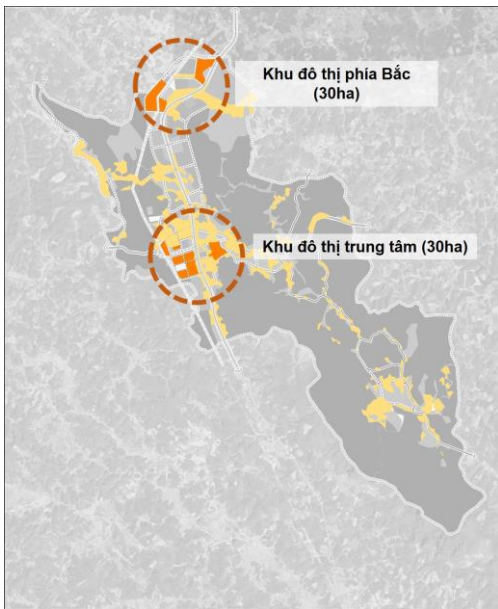 Khu đô thị phía Bắc
(30ha)
Khu đô thị trung tâm (30ha)